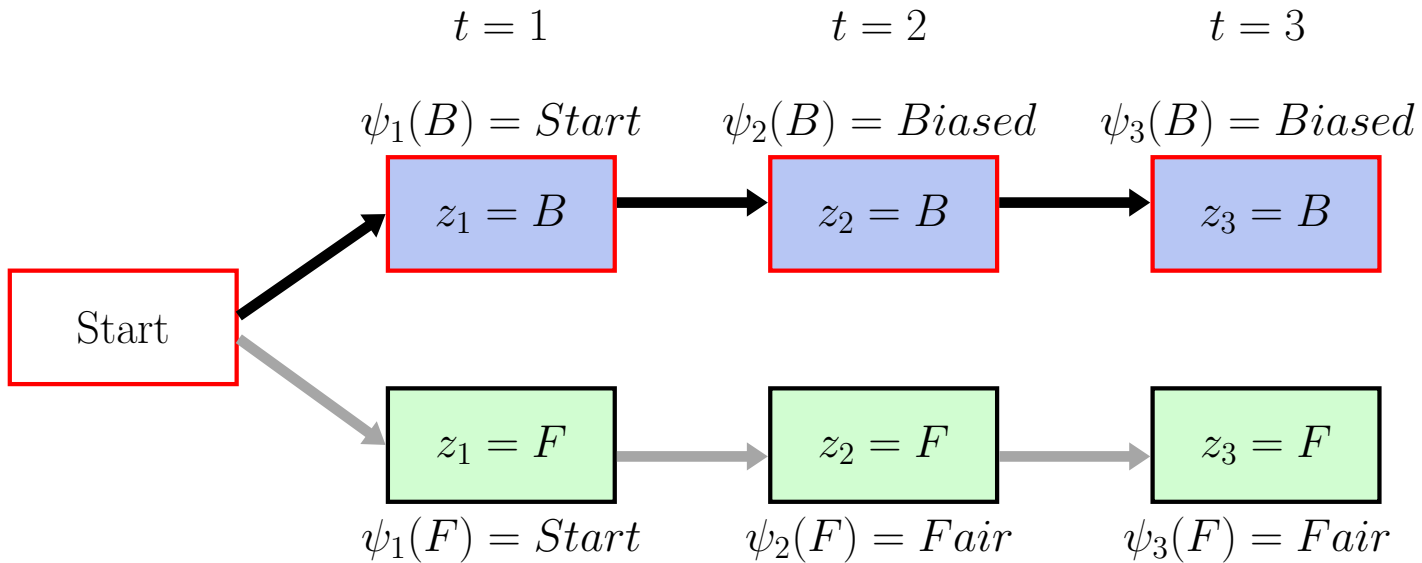 t = 1 t = 2 t = 3
ψ₁(B) = Start ψ₂(B) = Biased ψ₃(B) = Biased
z₁ = B z₂ = B z₃ = B
Start
z₁ = F z₂ = F z₃ = F
ψ₁(F) = Start ψ₂(F) = Fair ψ₃(F) = Fair